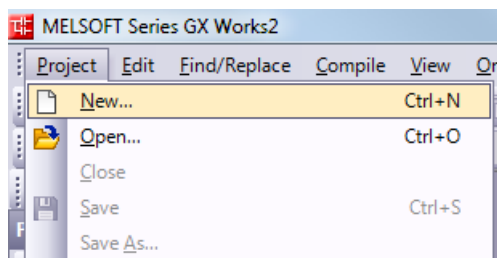 MELSOFT Series GX Works2
Project Edit Find/Replace Compile View
New... Ctrl+N
Open... Ctrl+O
Close
Save Ctrl+S
Save As...